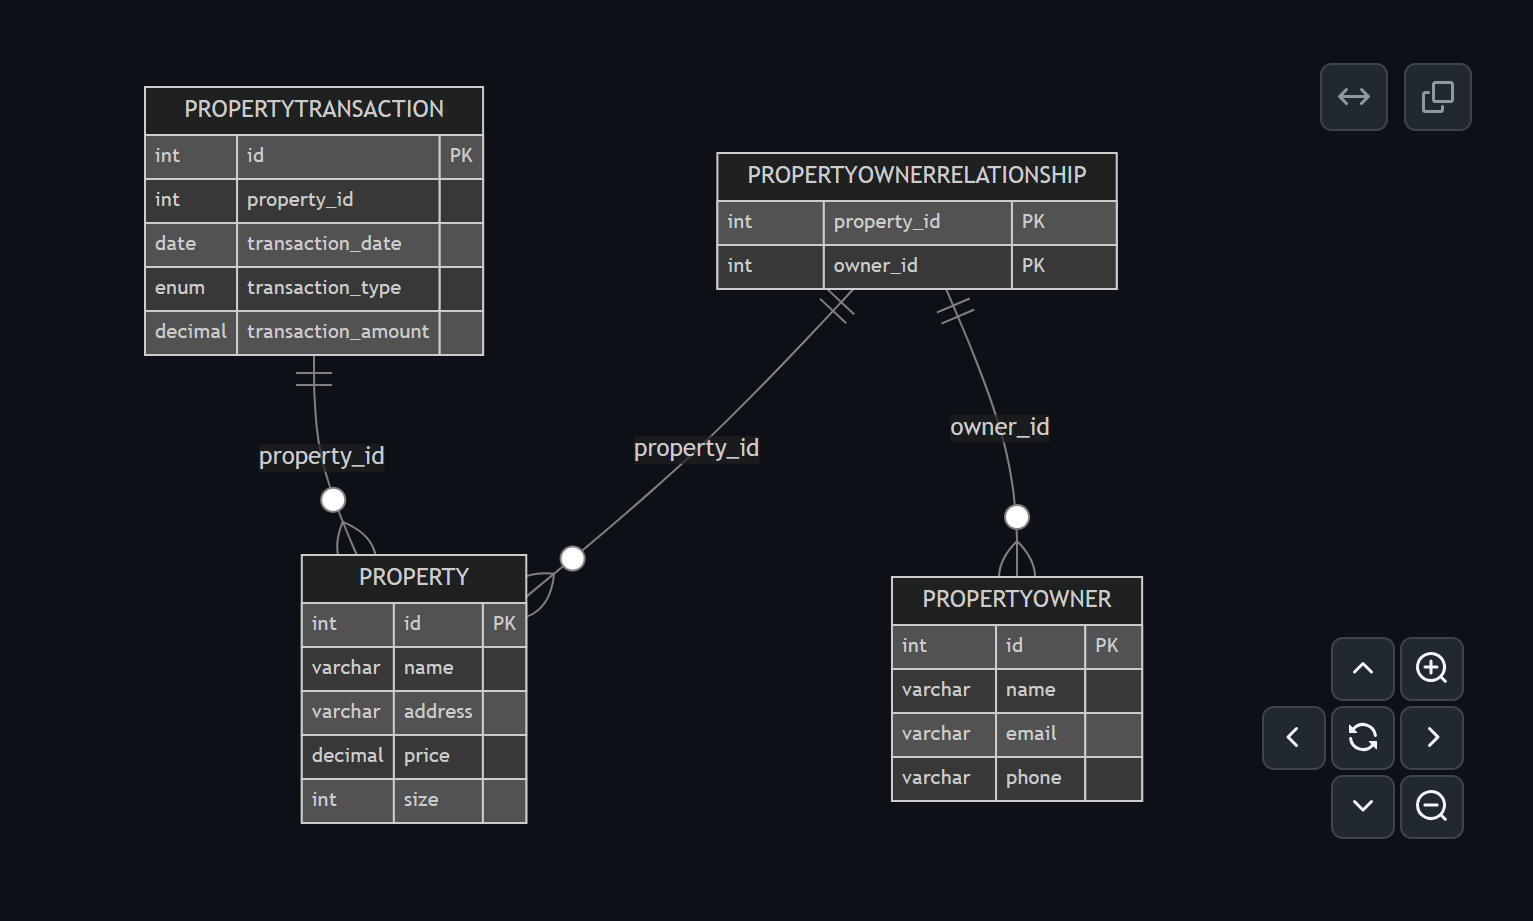 PROPERTYTRANSACTION
int id PK
int property_id
date transaction_date
enum transaction_type
decimal transaction_amount
PROPERTYOWNERRELATIONSHIP
int property_id PK
int owner_id PK
property_id
property_id
owner_id
PROPERTY
int id PK
varchar name
varchar address
decimal price
int size
PROPERTYOWNER
int id PK
varchar name
varchar email
varchar phone